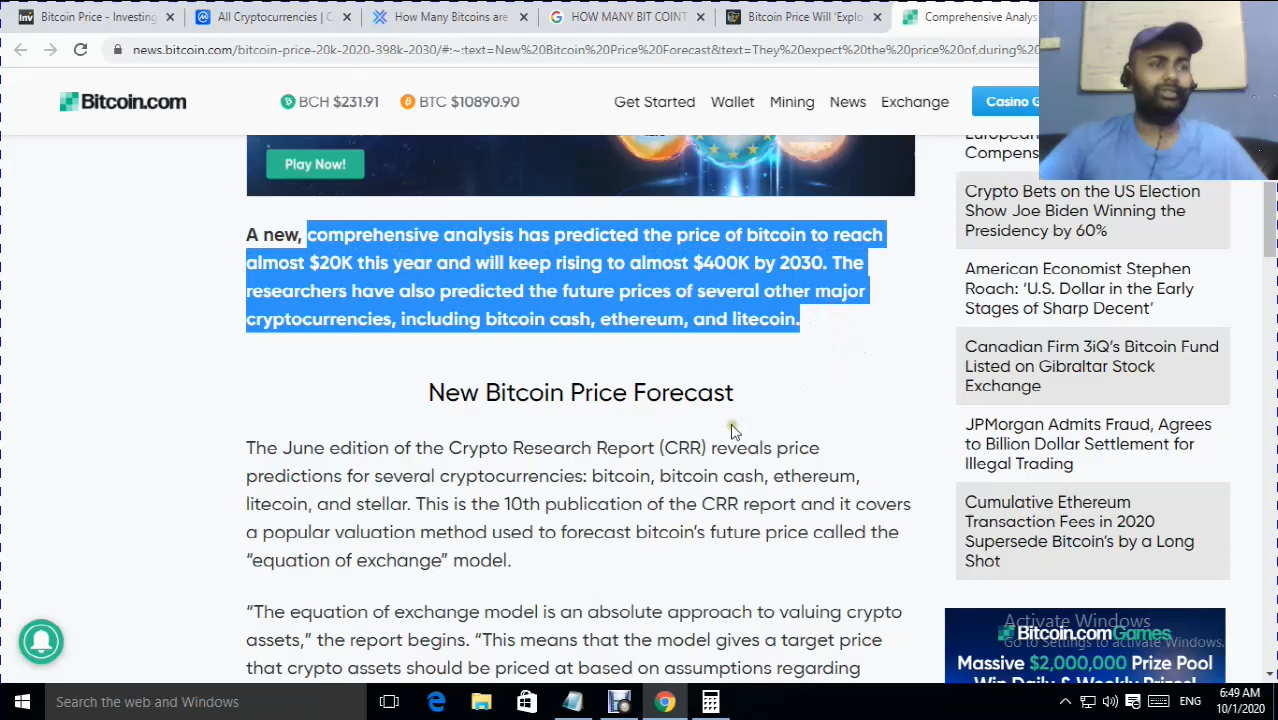 Bitcoin Price - Investing
All Cryptocurrencies | C
How Many Bitcoins are
HOW MANY BIT COINT
Bitcoin Price Will 'Explo
Comprehensive Analys
news.bitcoin.com/bitcoin-price-20k-2020-398k-2030/#:~:text=New%20Bitcoin%20Price%20Forecast&text=They%20expect%20the%20price%20of,during%20
Bitcoin.com
BCH $231.91
BTC $10890.90
Get Started
Wallet
Mining
News
Exchange
Casino G
Play Now!
A new, comprehensive analysis has predicted the price of bitcoin to reach
almost $20K this year and will keep rising to almost $400K by 2030. The
researchers have also predicted the future prices of several other major
cryptocurrencies, including bitcoin cash, ethereum, and litecoin.
New Bitcoin Price Forecast
The June edition of the Crypto Research Report (CRR) reveals price
predictions for several cryptocurrencies: bitcoin, bitcoin cash, ethereum,
litecoin, and stellar. This is the 10th publication of the CRR report and it covers
a popular valuation method used to forecast bitcoin's future price called the
“equation of exchange” model.
“The equation of exchange model is an absolute approach to valuing crypto
assets,” the report begins. “This means that the model gives a target price
that crypto assets should be priced at based on assumptions regarding
European
Compens
Crypto Bets on the US Election
Show Joe Biden Winning the
Presidency by 60%
American Economist Stephen
Roach: ‘U.S. Dollar in the Early
Stages of Sharp Decent’
Canadian Firm 3iQ's Bitcoin Fund
Listed on Gibraltar Stock
Exchange
JPMorgan Admits Fraud, Agrees
to Billion Dollar Settlement for
Illegal Trading
Cumulative Ethereum
Transaction Fees in 2020
Supersede Bitcoin's by a Long
Shot
Activate Windows
Bitcoin.com Games
Go to Settings to activate Windows.
Massive $2,000,000 Prize Pool
Win Daily & Weekly Prizes!
Search the web and Windows
ENG
6:49 AM
10/1/2020